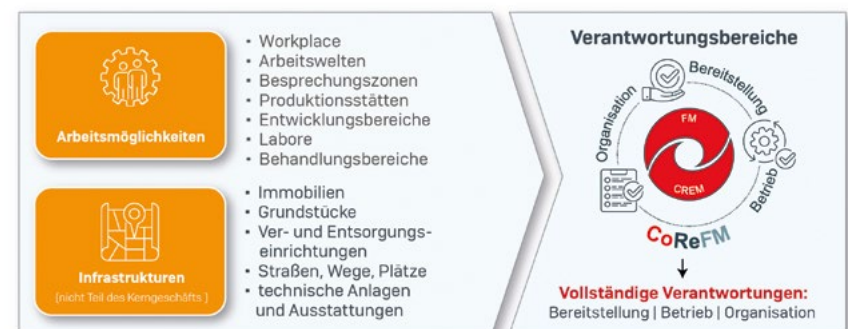 Arbeitsmöglichkeiten
• Workplace
• Arbeitswelten
• Besprechungszonen
• Produktionsstätten
• Entwicklungsbereiche
• Labore
• Behandlungsbereiche
Infrastrukturen
(nicht Teil des Kerngeschäfts )
• Immobilien
• Grundstücke
• Ver- und Entsorgungs-
einrichtungen
• Straßen, Wege, Plätze
• technische Anlagen
und Ausstattungen
Verantwortungsbereiche
Organisation
Bereitstellung
Betrieb
FM
CREM
CoReFM
Vollständige Verantwortungen:
Bereitstellung | Betrieb | Organisation